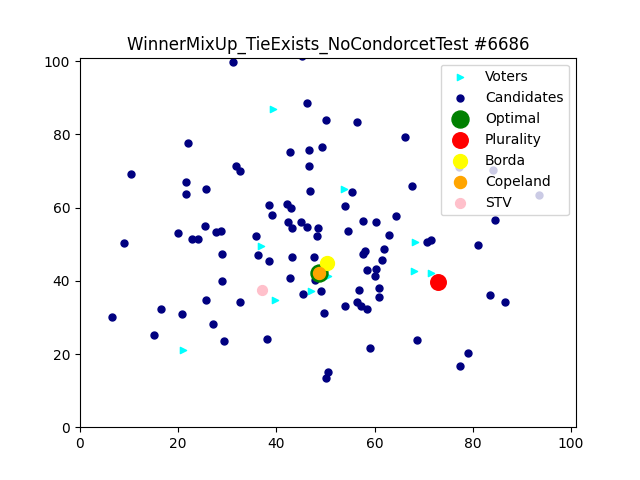 WinnerMixUp_TieExists_NoCondorcetTest #6686
Voters
Candidates
Optimal
Plurality
Borda
Copeland
STV
100
80
60
40
20
0
0 20 40 60 80 100